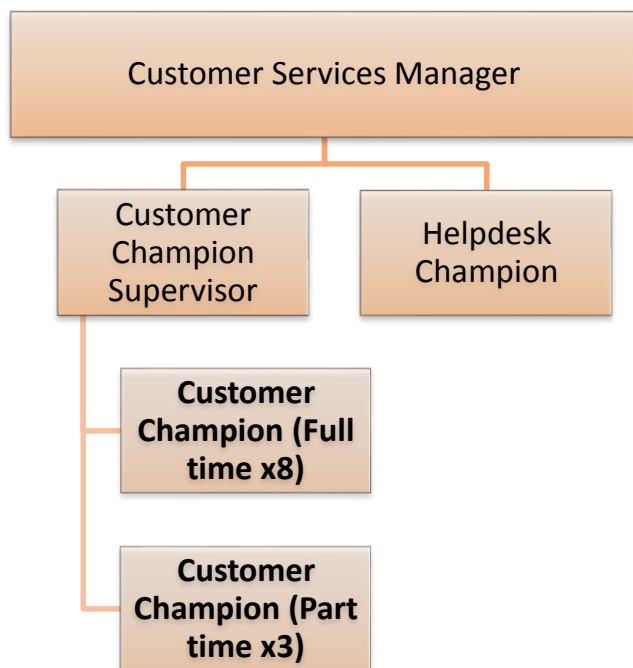 Customer Services Manager
Customer
Champion
Supervisor
Helpdesk
Champion
Customer
Champion (Full
time x8)
Customer
Champion (Part
time x3)